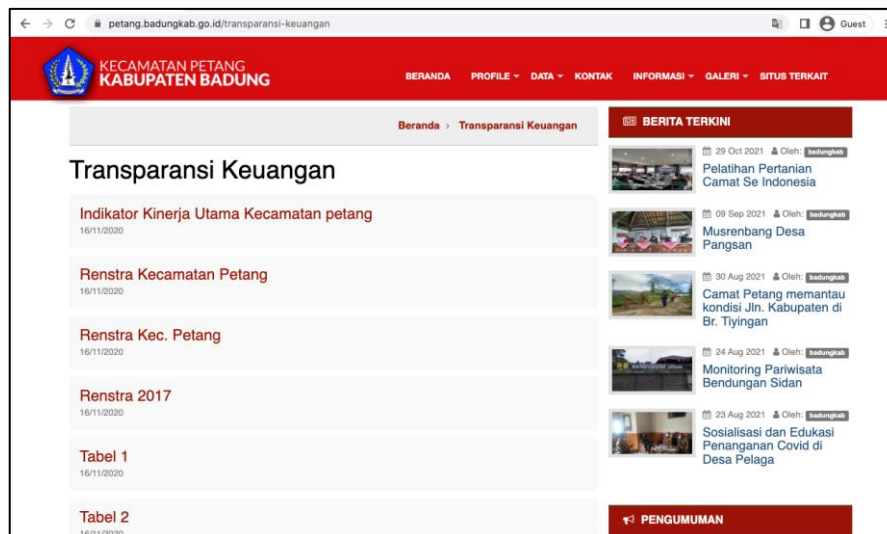 petang.badungkab.go.id/transparansi-keuangan
Guest
KECAMATAN PETANG
KABUPATEN BADUNG
BERANDA PROFILE DATA KONTAK INFORMASI GALERI SITUS TERKAIT
Beranda › Transparansi Keuangan
Transparansi Keuangan
Indikator Kinerja Utama Kecamatan petang
16/11/2020
Renstra Kecamatan Petang
16/11/2020
Renstra Kec. Petang
16/11/2020
Renstra 2017
16/11/2020
Tabel 1
16/11/2020
Tabel 2
16/11/2020
BERITA TERKINI
29 Oct 2021 Oleh: badungkab
Pelatihan Pertanian
Camat Se Indonesia
09 Sep 2021 Oleh: badungkab
Musrenbang Desa
Pangsan
30 Aug 2021 Oleh: badungkab
Camat Petang memantau
kondisi Jln. Kabupaten di
Br. Tiyingan
24 Aug 2021 Oleh: badungkab
Monitoring Pariwisata
Bendungan Sidan
23 Aug 2021 Oleh: badungkab
Sosialisasi dan Edukasi
Penanganan Covid di
Desa Pelaga
PENGUMUMAN